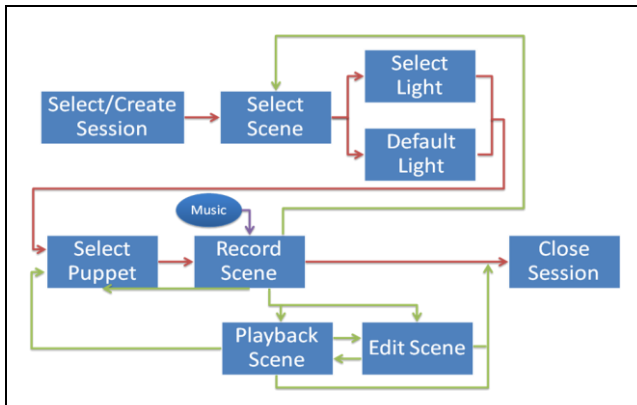 Select/Create
Session
Select
Scene
Select
Light
Default
Light
Music
Select
Puppet
Record
Scene
Close
Session
Playback
Scene
Edit Scene